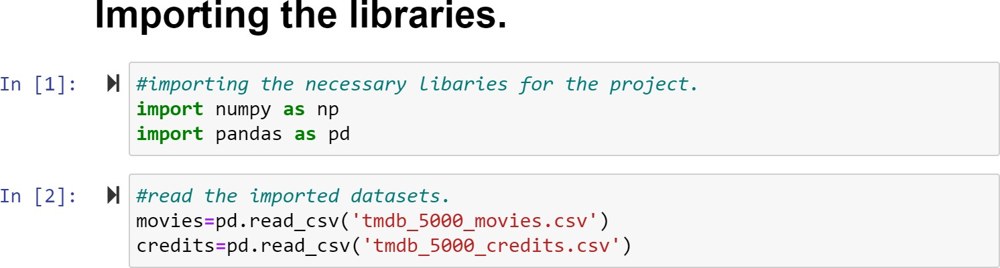 Importing the libraries.
In [1]:
#importing the necessary libaries for the project.
import numpy as np
import pandas as pd
In [2]:
#read the imported datasets.
movies=pd.read_csv('tmdb_5000_movies.csv')
credits=pd.read_csv('tmdb_5000_credits.csv')